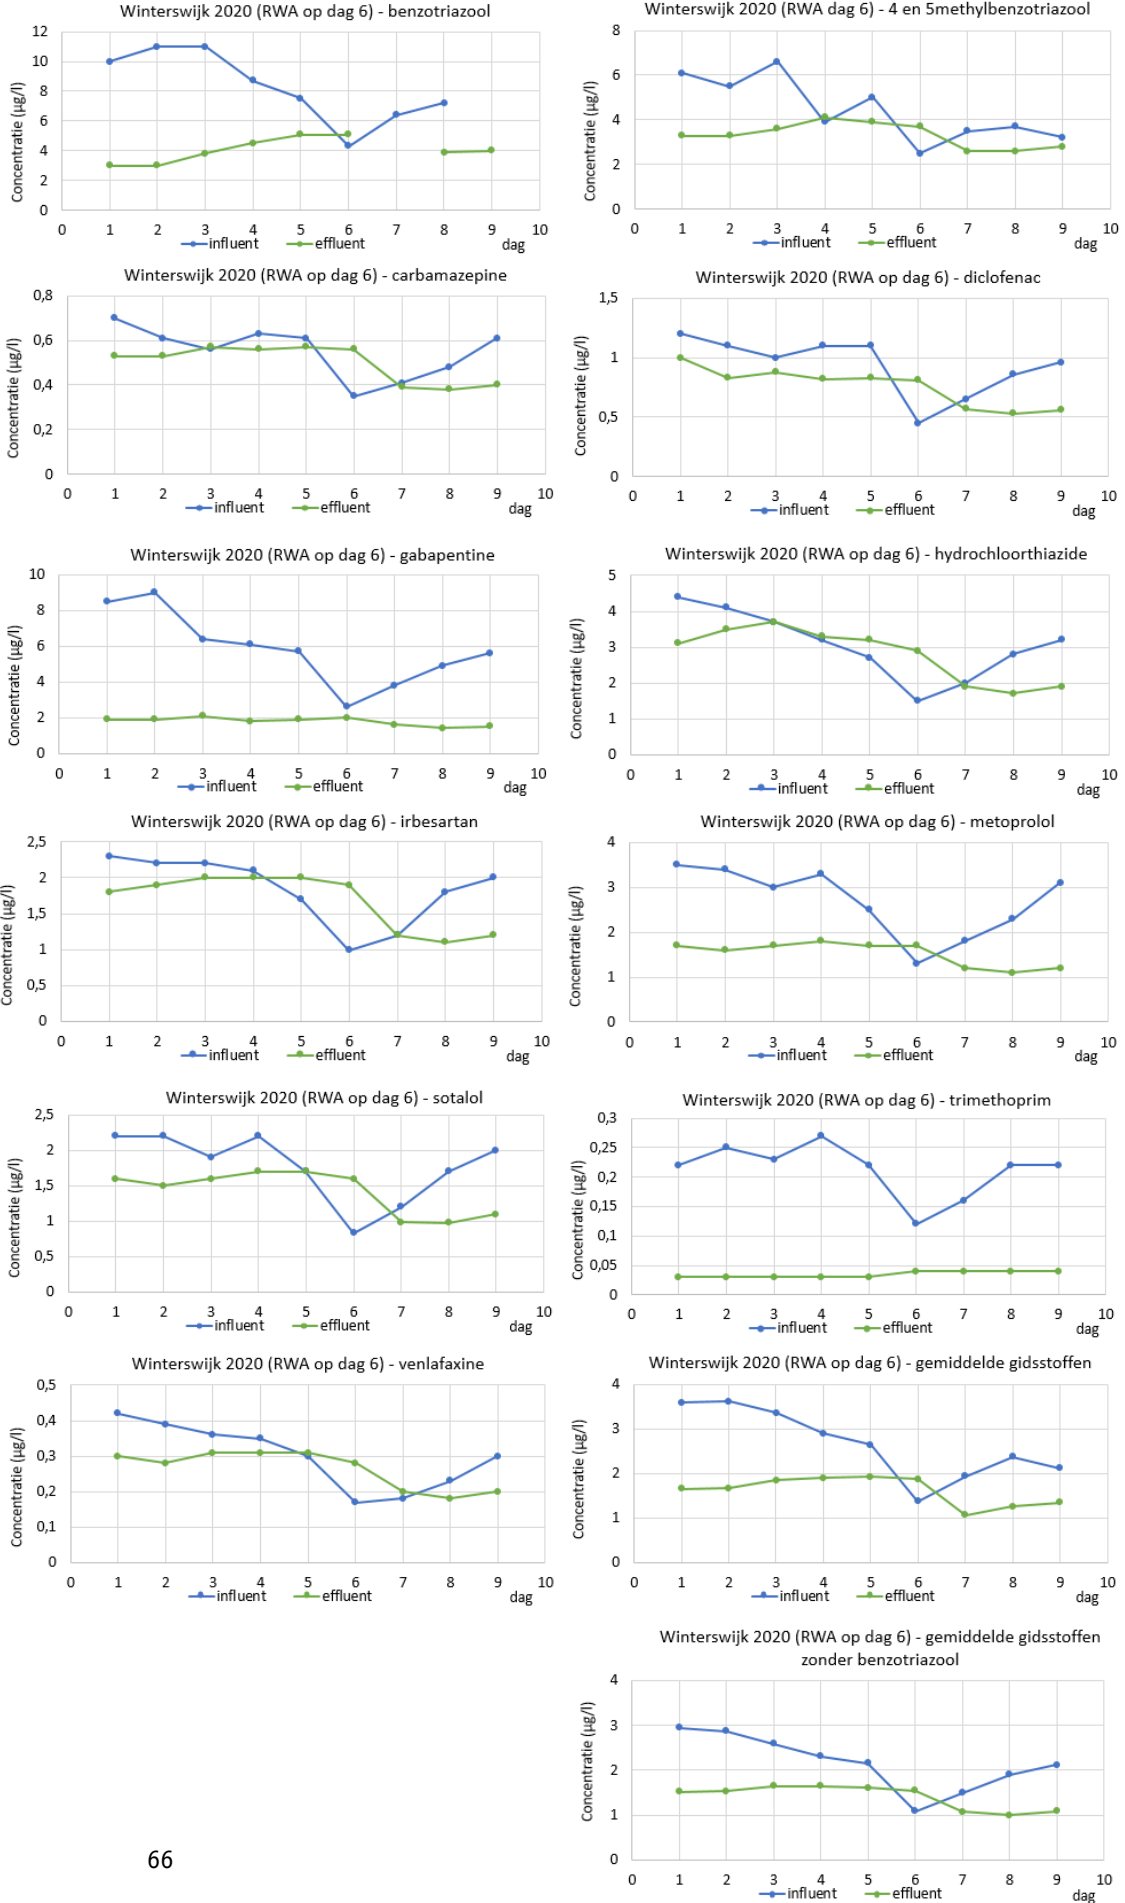 Winterswijk 2020 (RWA op dag 6) - benzotriazool
Concentratie (µg/l)
12
10
8
6
4
2
0
0 1 2 3 4 5 6 7 8 9 10
influent effluent dag
Winterswijk 2020 (RWA dag 6) - 4 en 5methylbenzotriazool
Concentratie (µg/l)
8
6
4
2
0
0 1 2 3 4 5 6 7 8 9 10
influent effluent dag
Winterswijk 2020 (RWA op dag 6) - carbamazepine
Concentratie (µg/l)
0,8
0,6
0,4
0,2
0
0 1 2 3 4 5 6 7 8 9 10
influent effluent dag
Winterswijk 2020 (RWA op dag 6) - diclofenac
Concentratie (µg/l)
1,5
1
0,5
0
0 1 2 3 4 5 6 7 8 9 10
influent effluent dag
Winterswijk 2020 (RWA op dag 6) - gabapentine
Concentratie (µg/l)
10
8
6
4
2
0
0 1 2 3 4 5 6 7 8 9 10
influent effluent dag
Winterswijk 2020 (RWA op dag 6) - hydrochloorthiazide
Concentratie (µg/l)
5
4
3
2
1
0
0 1 2 3 4 5 6 7 8 9 10
influent effluent dag
Winterswijk 2020 (RWA op dag 6) - irbesartan
Concentratie (µg/l)
2,5
2
1,5
1
0,5
0
0 1 2 3 4 5 6 7 8 9 10
influent effluent dag
Winterswijk 2020 (RWA op dag 6) - metoprolol
Concentratie (µg/l)
4
3
2
1
0
0 1 2 3 4 5 6 7 8 9 10
influent effluent dag
Winterswijk 2020 (RWA op dag 6) - sotalol
Concentratie (µg/l)
2,5
2
1,5
1
0,5
0
0 1 2 3 4 5 6 7 8 9 10
influent effluent dag
Winterswijk 2020 (RWA op dag 6) - trimethoprim
Concentratie (µg/l)
0,3
0,25
0,2
0,15
0,1
0,05
0
0 1 2 3 4 5 6 7 8 9 10
influent effluent dag
Winterswijk 2020 (RWA op dag 6) - venlafaxine
Concentratie (µg/l)
0,5
0,4
0,3
0,2
0,1
0
0 1 2 3 4 5 6 7 8 9 10
influent effluent dag
Winterswijk 2020 (RWA op dag 6) - gemiddelde gidsstoffen
Concentratie (µg/l)
4
3
2
1
0
0 1 2 3 4 5 6 7 8 9 10
influent effluent dag
Winterswijk 2020 (RWA op dag 6) - gemiddelde gidsstoffen
zonder benzotriazool
Concentratie (µg/l)
4
3
2
1
0
0 1 2 3 4 5 6 7 8 9 10
influent effluent dag
66